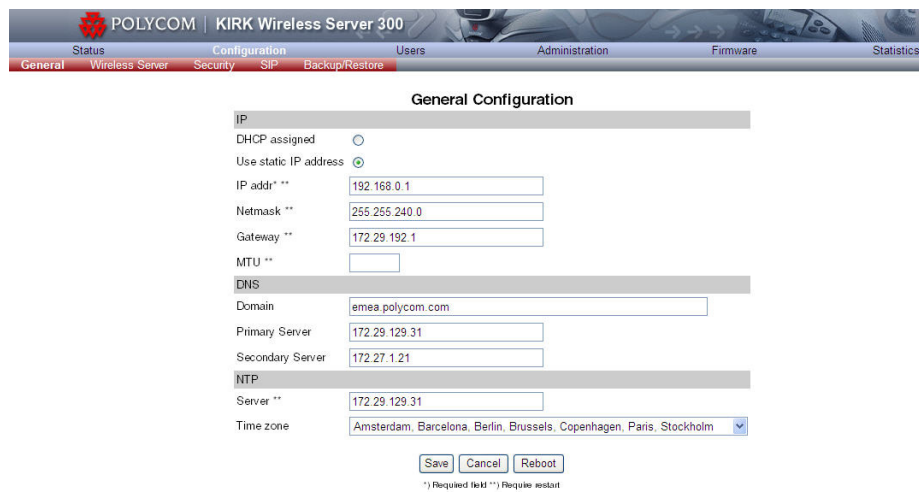 POLYCOM | KIRK Wireless Server 300
Status Configuration Users Administration Firmware Statistics
General Wireless Server Security SIP Backup/Restore
General Configuration
IP
DHCP assigned
Use static IP address
IP addr* ** 192.168.0.1
Netmask ** 255.255.240.0
Gateway ** 172.29.192.1
MTU **
DNS
Domain emea.polycom.com
Primary Server 172.29.129.31
Secondary Server 172.27.1.21
NTP
Server ** 172.29.129.31
Time zone Amsterdam, Barcelona, Berlin, Brussels, Copenhagen, Paris, Stockholm
Save Cancel Reboot
*) Required field **) Require restart